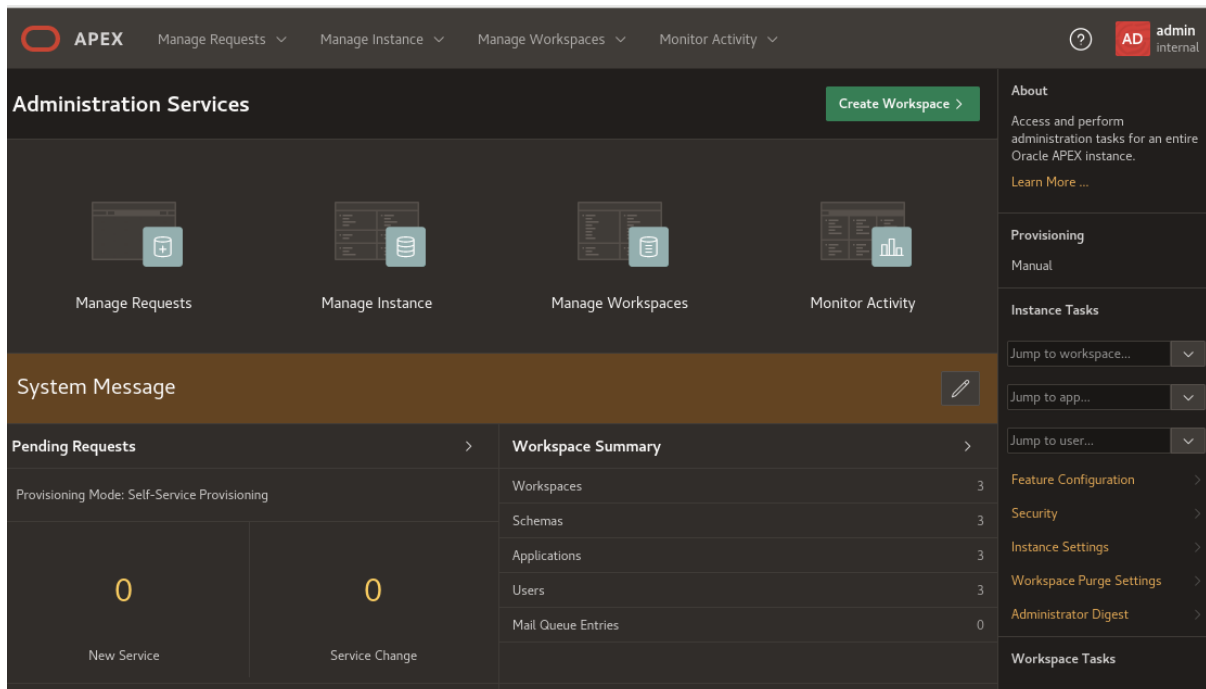 APEX
Manage Requests
Manage Instance
Manage Workspaces
Monitor Activity
?
AD
admin
internal
Administration Services
Create Workspace >
Manage Requests
Manage Instance
Manage Workspaces
Monitor Activity
System Message
Pending Requests
Provisioning Mode: Self-Service Provisioning
0
New Service
0
Service Change
Workspace Summary
Workspaces 3
Schemas 3
Applications 3
Users 3
Mail Queue Entries 0
About
Access and perform
administration tasks for an entire
Oracle APEX instance.
Learn More ...
Provisioning
Manual
Instance Tasks
Jump to workspace...
Jump to app...
Jump to user...
Feature Configuration
Security
Instance Settings
Workspace Purge Settings
Administrator Digest
Workspace Tasks